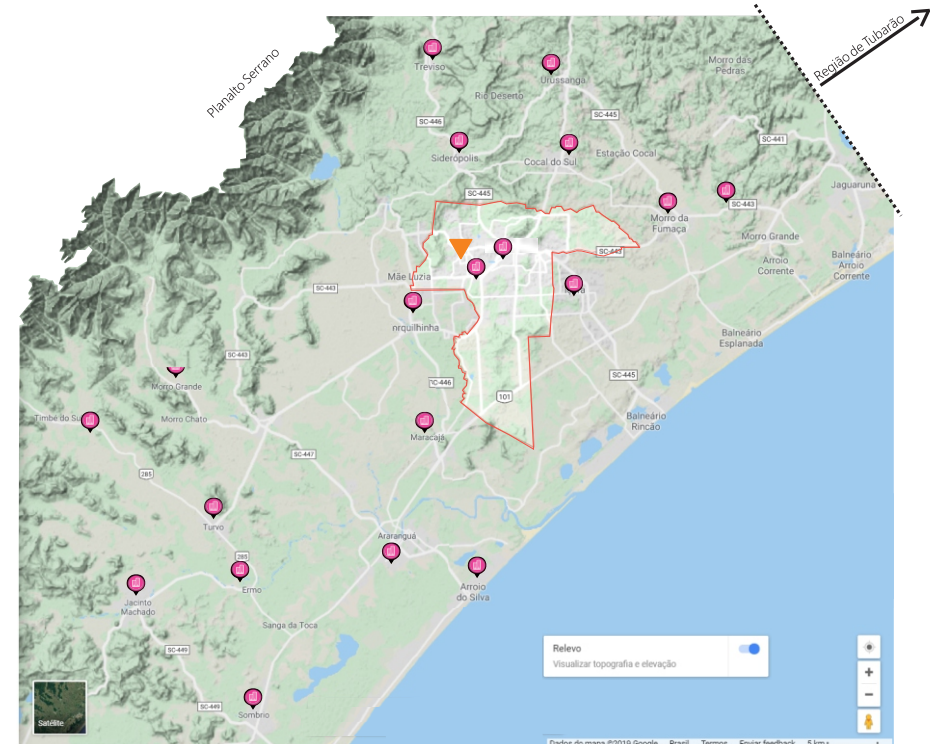 Região de Tubarão
Planalto Serrano
Treviso
Urussanga
Morro das
Pedras
Rio Deserto
SC-446
SC-445
SC-441
Siderópolis
Cocal do Sul
Estação Cocal
SC-445
Jaguaruna
SC-443
Morro da
Fumaça
Morro Grande
SC-443
Balneário
Arroio
Corrente
Arroio
Corrente
Mãe Luzia
SC-443
nrquilhinha
Balneário
Esplanada
SC-443
SC-445
C-446
Morro Grande
101
Timbé do Su
Morro Chato
Balneário
Rincão
Maracajá
SC-447
285
Turvo
Araranguá
285
Ermo
Arroio
do Silva
Jacinto
Machado
Sanga da Toca
SC-449
Relevo
Visualizar topografia e elevação
Satélite
SC-449
Sombrio
Dados do mapa ©2019 Google Brasil Termos Enviar feedback 5 km